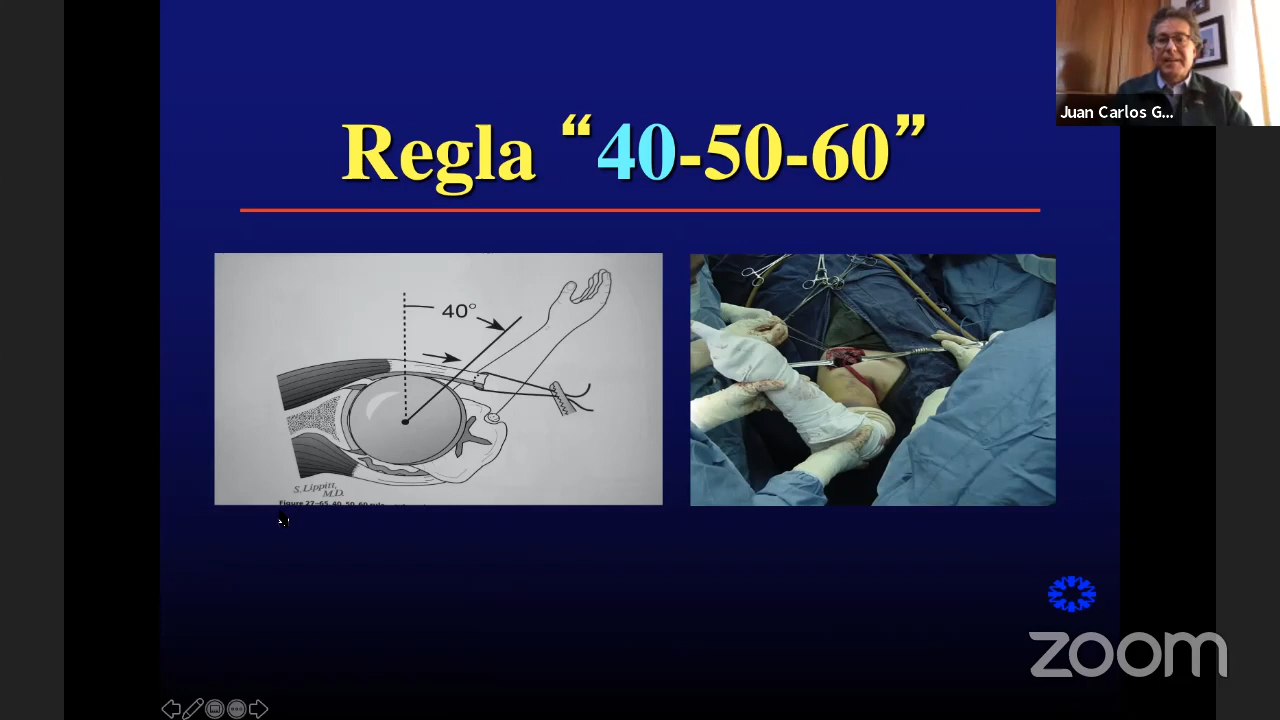 Juan Carlos G...
Regla “40-50-60”
40°
S. Lippitt,
M.D.
zoom